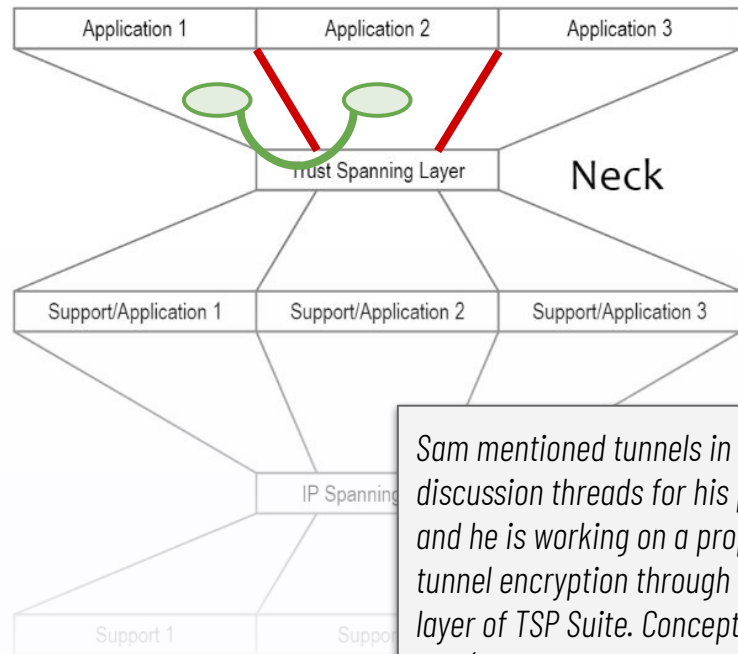 Application 1 Application 2 Application 3
Trust Spanning Layer
Neck
Support/Application 1 Support/Application 2 Support/Application 3
IP Spanning
Sam mentioned tunnels in
discussion threads for his
and he is working on a
tunnel encryption through
layer of TSP Suite. Concept
Support 1